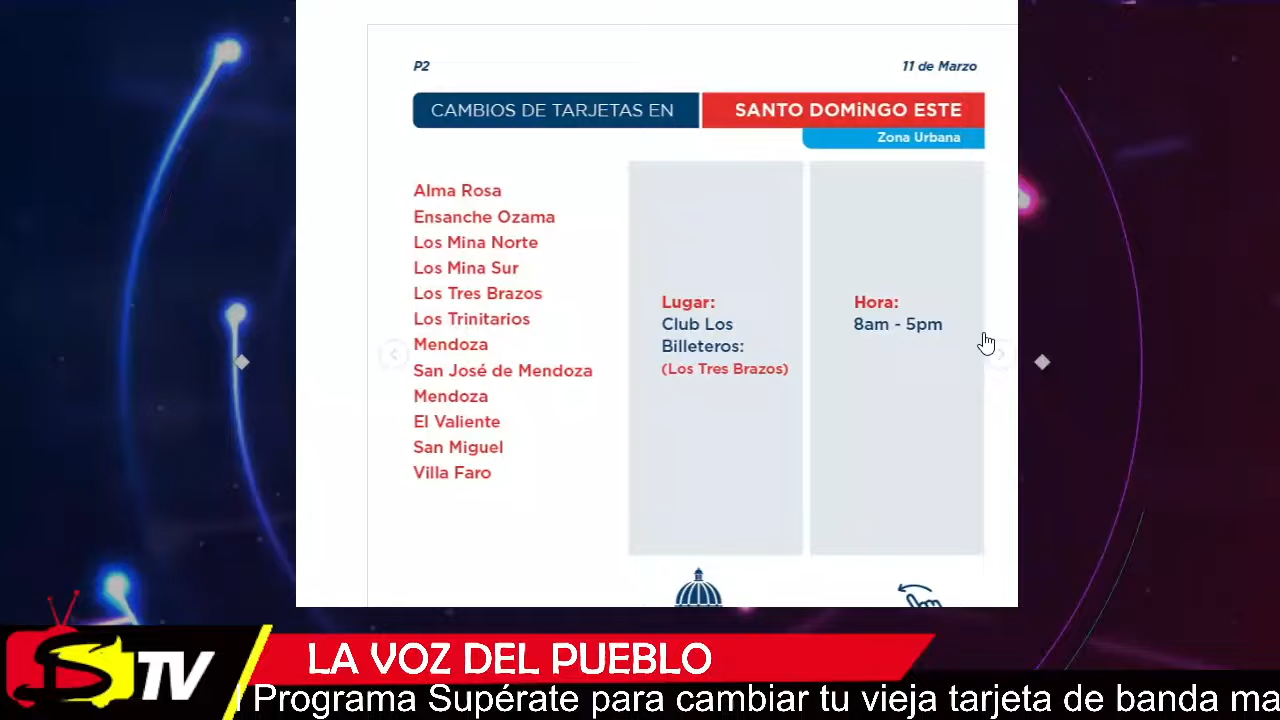 P2
11 de Marzo
CAMBIOS DE TARJETAS EN
SANTO DOMiNGO ESTE
Zona Urbana
Alma Rosa
Ensanche Ozama
Los Mina Norte
Los Mina Sur
Los Tres Brazos
Los Trinitarios
Mendoza
San José de Mendoza
Mendoza
El Valiente
San Miguel
Villa Faro
Lugar:
Club Los
Billeteros:
(Los Tres Brazos)
Hora:
8am - 5pm
STV
LA VOZ DEL PUEBLO
Programa Supérate para cambiar tu vieja tarjeta de banda ma